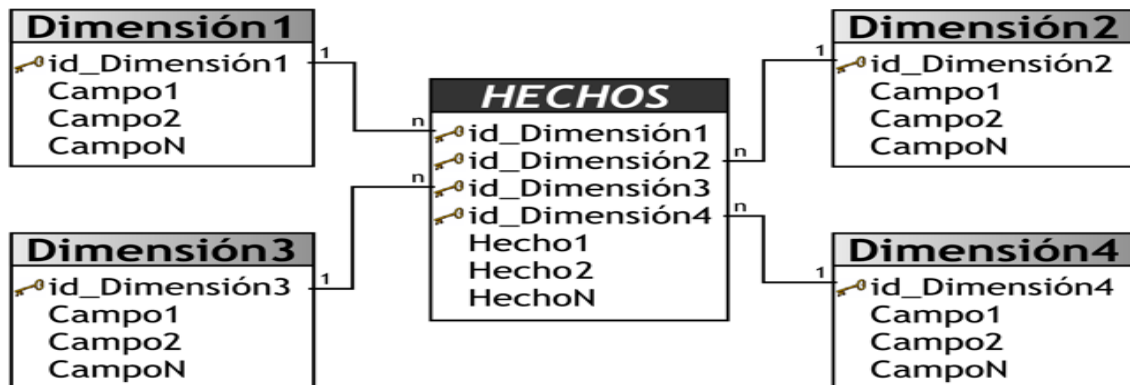 Dimensión1
id_Dimensión1
Campo1
Campo2
CampoN
1
n
HECHOS
id_Dimensión1
id_Dimensión2
id_Dimensión3
id_Dimensión4
Hecho1
Hecho2
HechoN
n
1
Dimensión2
id_Dimensión2
Campo1
Campo2
CampoN
Dimensión3
id_Dimensión3
Campo1
Campo2
CampoN
1
n
n
1
Dimensión4
id_Dimensión4
Campo1
Campo2
CampoN